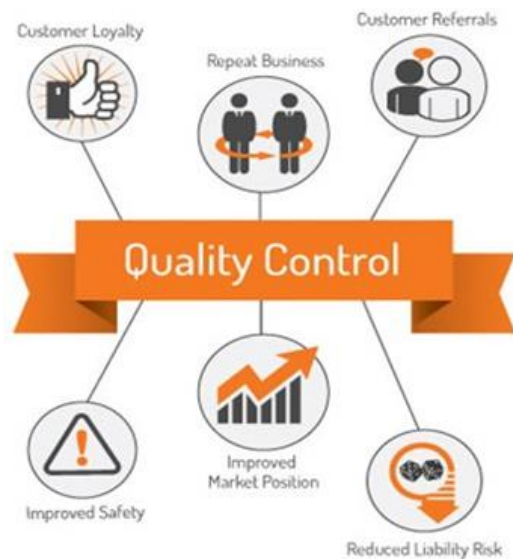 Customer Loyalty
Repeat Business
Customer Referrals
Quality Control
Improved Safety
Improved
Market Position
Reduced Liability Risk